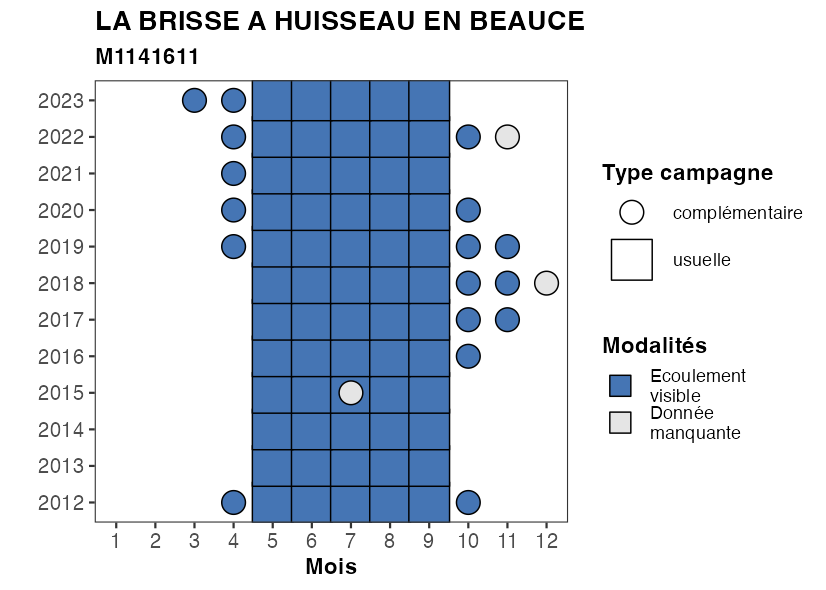 LA BRISSE A HUISSEAU EN BEAUCE
M1141611
2023
2022
2021
2020
2019
2018
2017
2016
2015
2014
2013
2012
1 2 3 4 5 6 7 8 9 10 11 12
Mois
Type campagne
complémentaire
usuelle
Modalités
Ecoulement
visible
Donnée
manquante